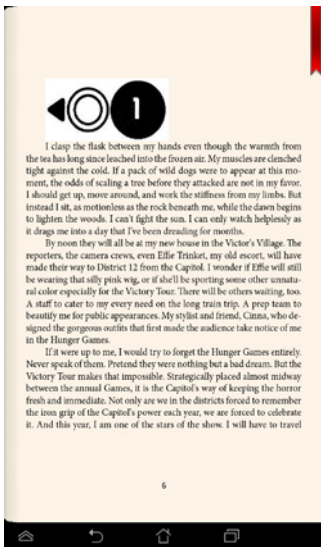 1
I clasp the flask between my hands even though the warmth from
the tea has long since leached into the frozen air. My muscles are clenched
tight against the cold. If a pack of wild dogs were to appear at this mo-
ment, the odds of scaling a tree before they attacked are not in my favor.
I should get up, move around, and work the stiffness from my limbs. But
instead I sit, as motionless as the rock beneath me, while the dawn begins
to lighten the woods. I can't fight the sun. I can only watch helplessly as
it drags me into a day that I've been dreading for months.
By noon they will all be at my new house in the Victor's Village. The
reporters, the camera crews, even Effie Trinket, my old escort, will have
made their way to District 12 from the Capitol. I wonder if Effie will still
be wearing that silly pink wig, or if she'll be sporting some other unnatu-
ral color especially for the Victory Tour. There will be others waiting, too.
A staff to cater to my every need on the long train trip. A prep team to
beautify me for public appearances. My stylist and friend, Cinna, who de-
signed the gorgeous outfits that first made the audience take notice of me
in the Hunger Games.
If it were up to me, I would try to forget the Hunger Games entirely.
Never speak of them. Pretend they were nothing but a bad dream. But the
Victory Tour makes that impossible. Strategically placed almost midway
between the annual Games, it is the Capitol's way of keeping the horror
fresh and immediate. Not only are we in the districts forced to remember
the iron grip of the Capitol's power each year, we are forced to celebrate
it. And this year, I am one of the stars of the show. I will have to travel
6